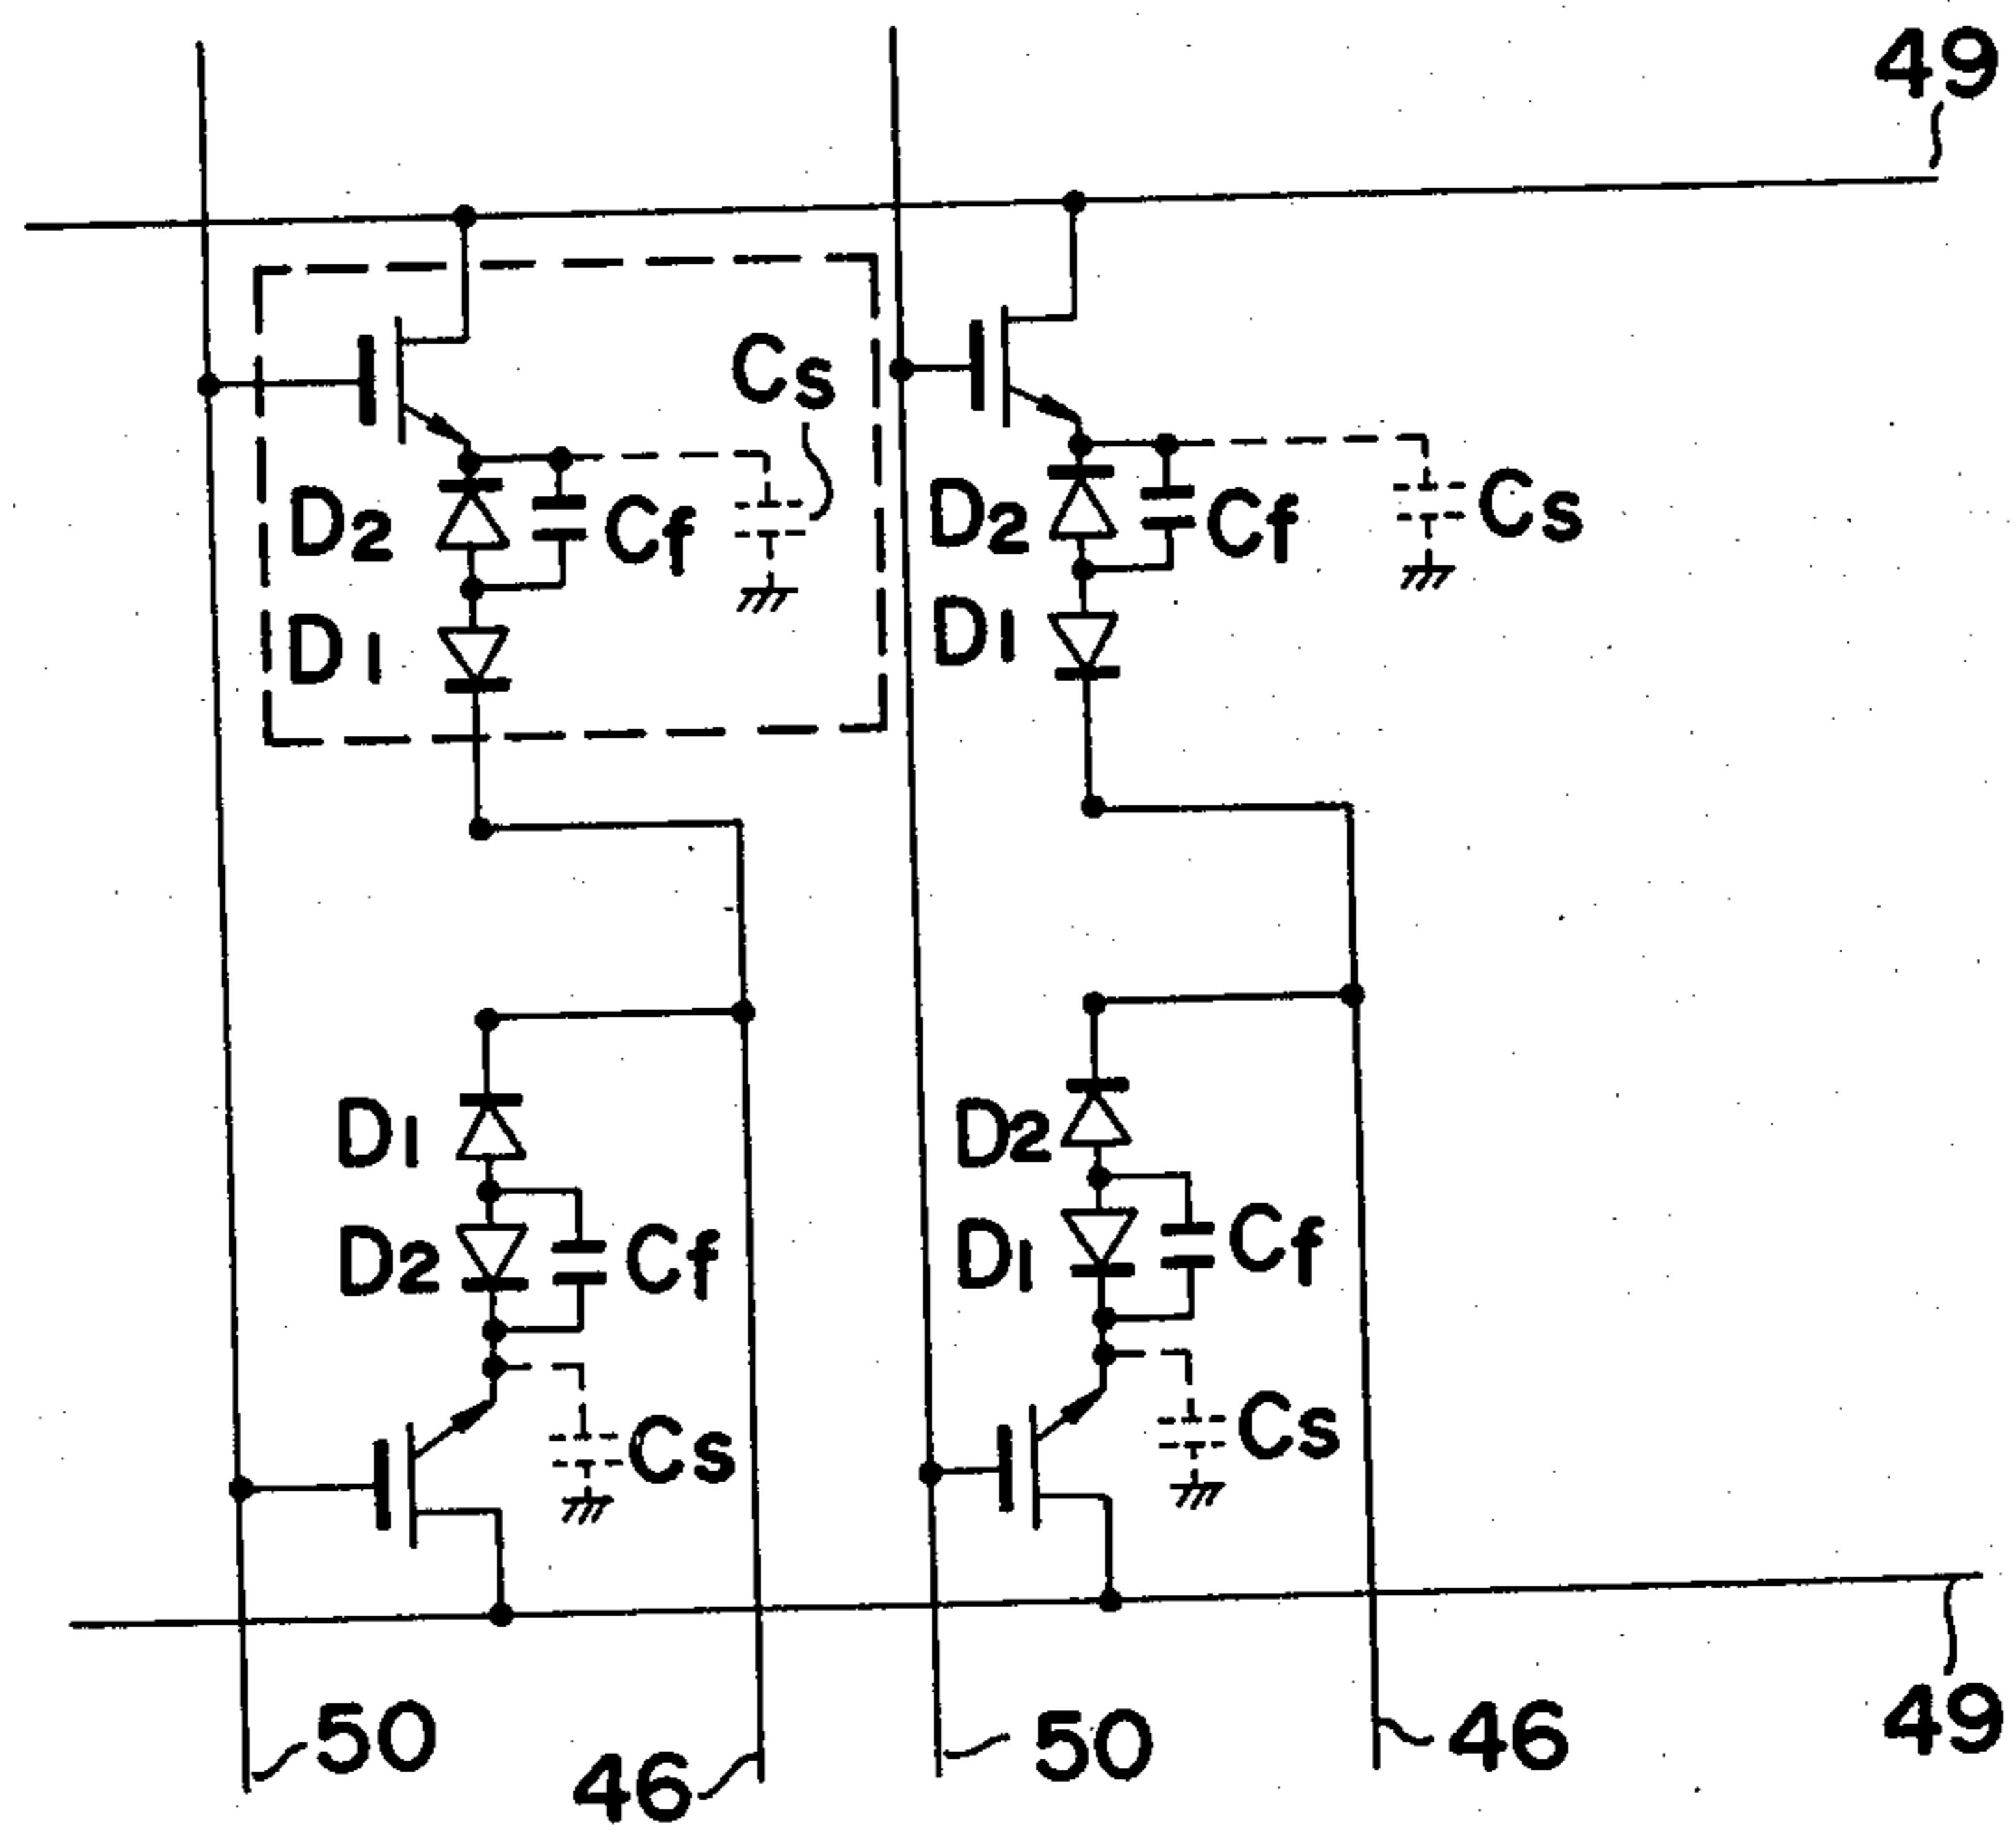 49
Cs
D2 Cf D2 Cf Cs
D1 D1
D1 D2
D2 Cf D1 Cf
Cs Cs
50 46 50 46 49